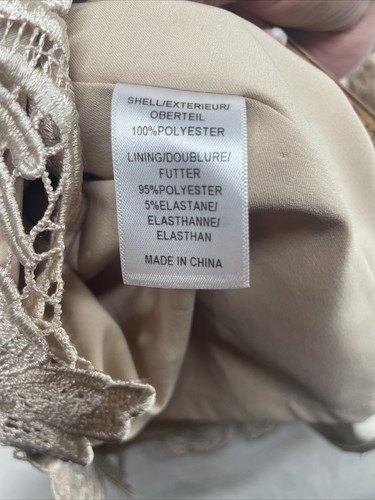 SHELL/EXTERIEUR/
OBERTEIL
100%POLYESTER
LINING/DOUBLURE/
FUTTER
95%POLYESTER
5%ELASTANE/
ELASTHANNE/
ELASTHAN
MADE IN CHINA